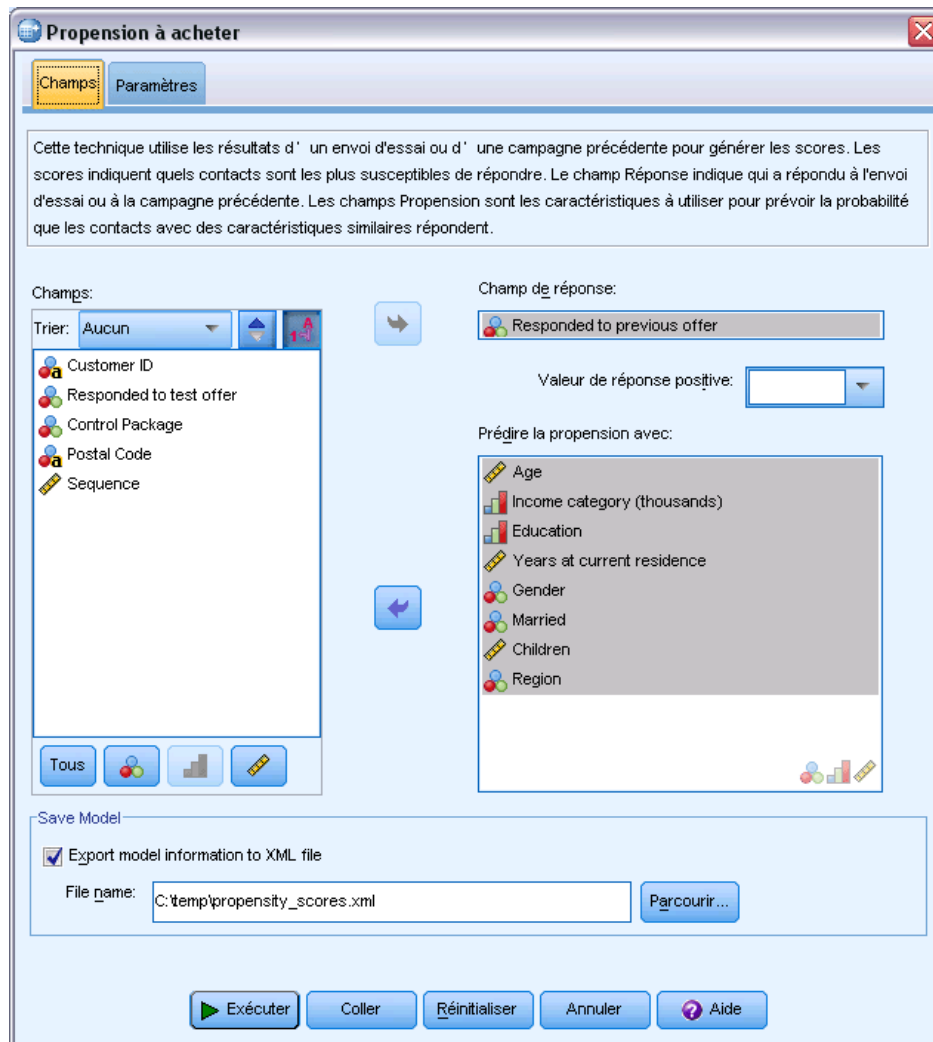 Propension à acheter
Champs
Paramètres
Cette technique utilise les résultats d' un envoi d'essai ou d' une campagne précédente pour générer les scores. Les
scores indiquent quels contacts sont les plus susceptibles de répondre. Le champ Réponse indique qui a répondu à l'envoi
d'essai ou à la campagne précédente. Les champs Propension sont les caractéristiques à utiliser pour prévoir la probabilité
que les contacts avec des caractéristiques similaires répondent.
Champs:
Trier: Aucun
Customer ID
Responded to test offer
Control Package
Postal Code
Sequence
Tous
Champ de réponse:
Responded to previous offer
Valeur de réponse positive:
Prédire la propension avec:
Age
Income category (thousands)
Education
Years at current residence
Gender
Married
Children
Region
Save Model
Export model information to XML file
File name: C:\temp\propensity_scores.xml Parcourir...
Exécuter Coller Réinitialiser Annuler Aide